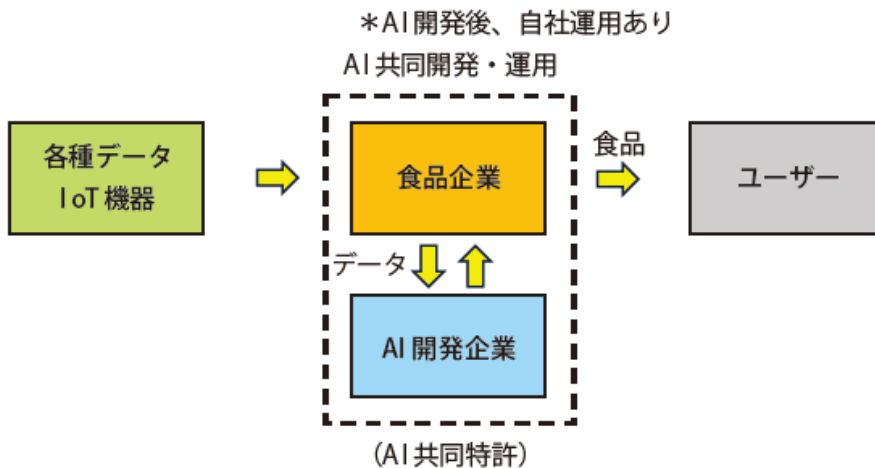 *AI開発後、自社運用あり
AI共同開発・運用
各種データ
IoT機器
食品企業
食品
ユーザー
データ
AI開発企業
(AI共同特許)